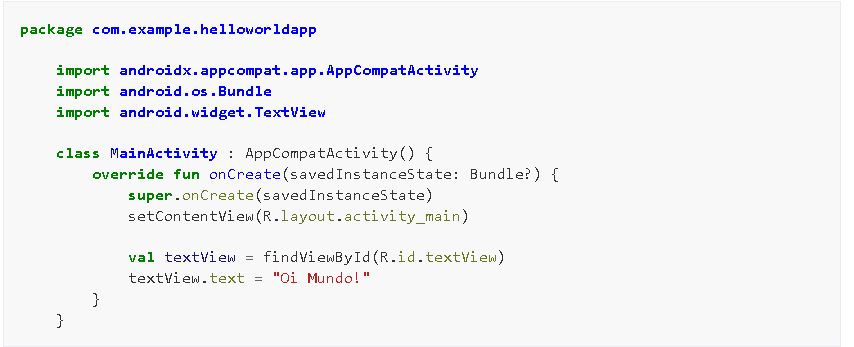 package com.example.helloworldapp
import androidx.appcompat.app.AppCompatActivity
import android.os.Bundle
import android.widget.TextView
class MainActivity : AppCompatActivity() {
override fun onCreate(savedInstanceState: Bundle?) {
super.onCreate(savedInstanceState)
setContentView(R.layout.activity_main)
val textView = findViewById(R.id.textView)
textView.text = "Oi Mundo!"
}
}